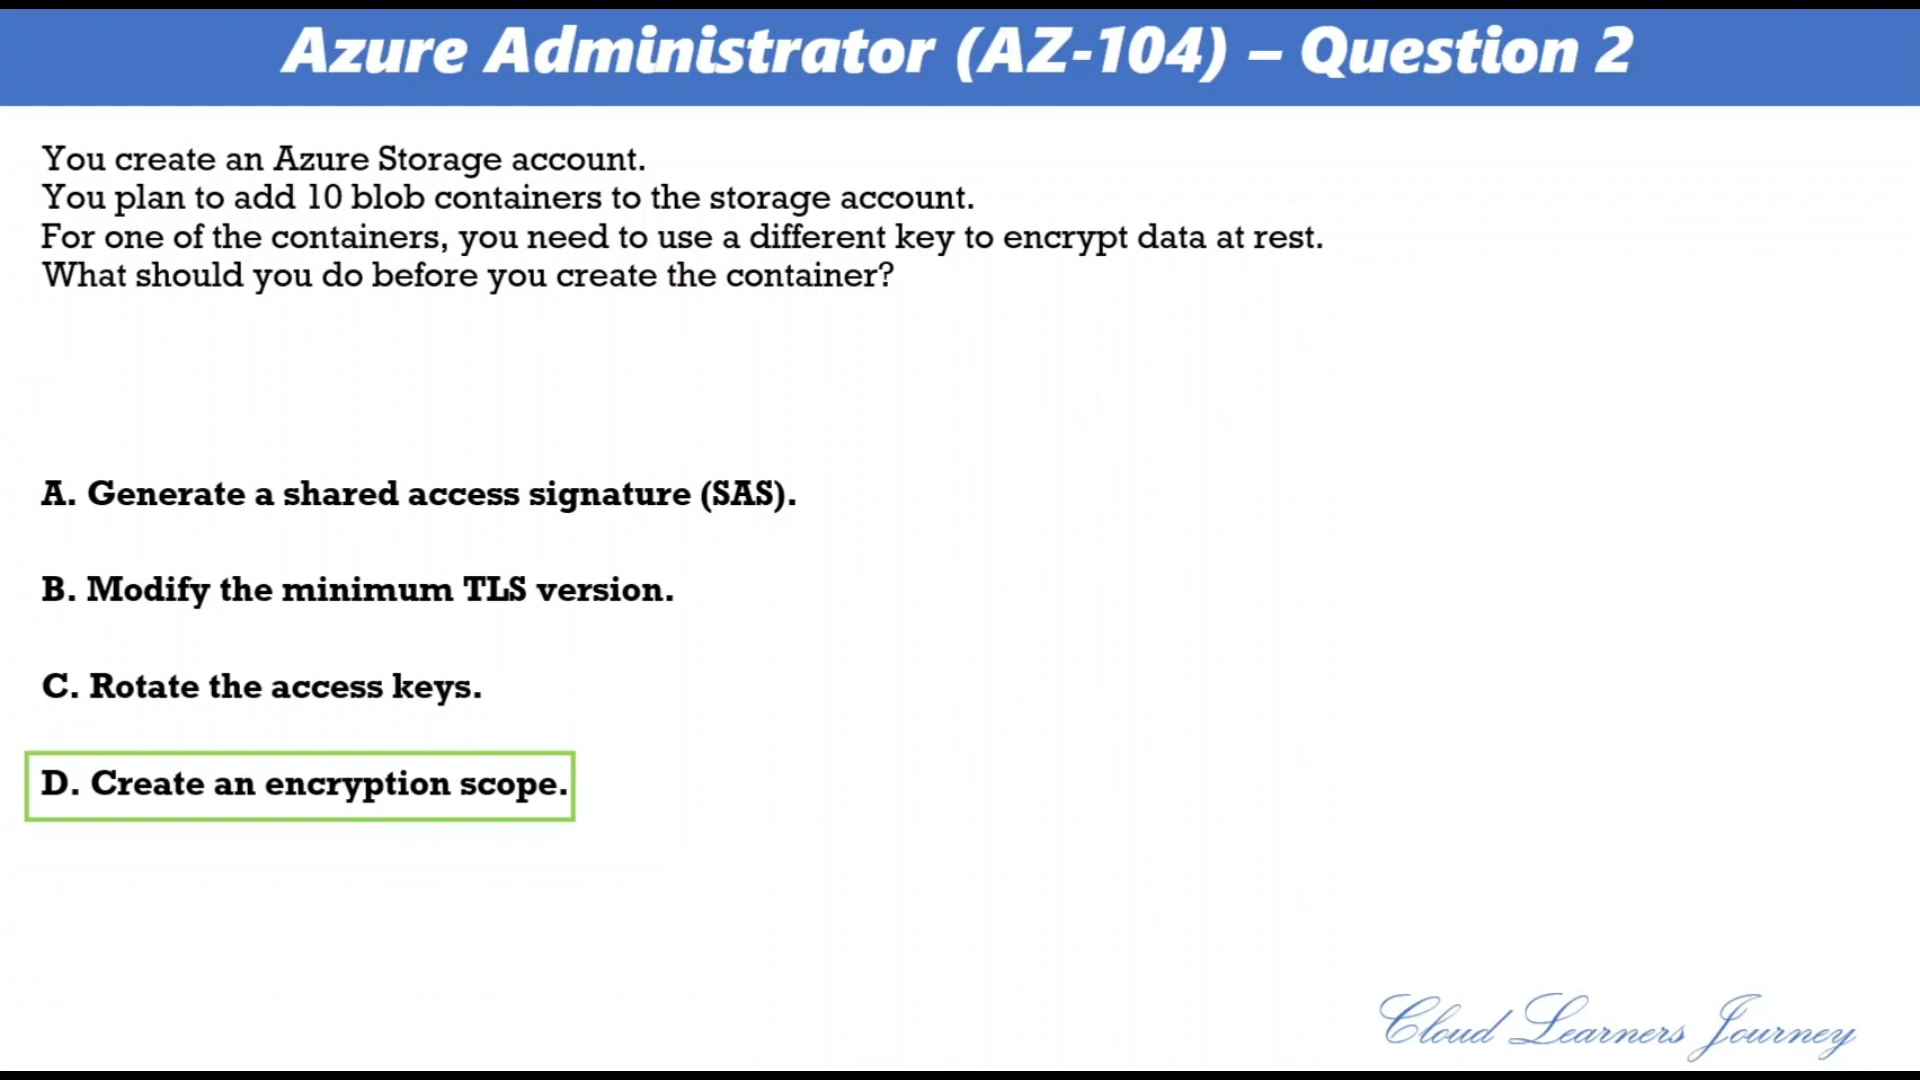 Azure Administrator (AZ-104) – Question 2
You create an Azure Storage account.
You plan to add 10 blob containers to the storage account.
For one of the containers, you need to use a different key to encrypt data at rest.
What should you do before you create the container?
A. Generate a shared access signature (SAS).
B. Modify the minimum TLS version.
C. Rotate the access keys.
D. Create an encryption scope.
Cloud Learners Journey